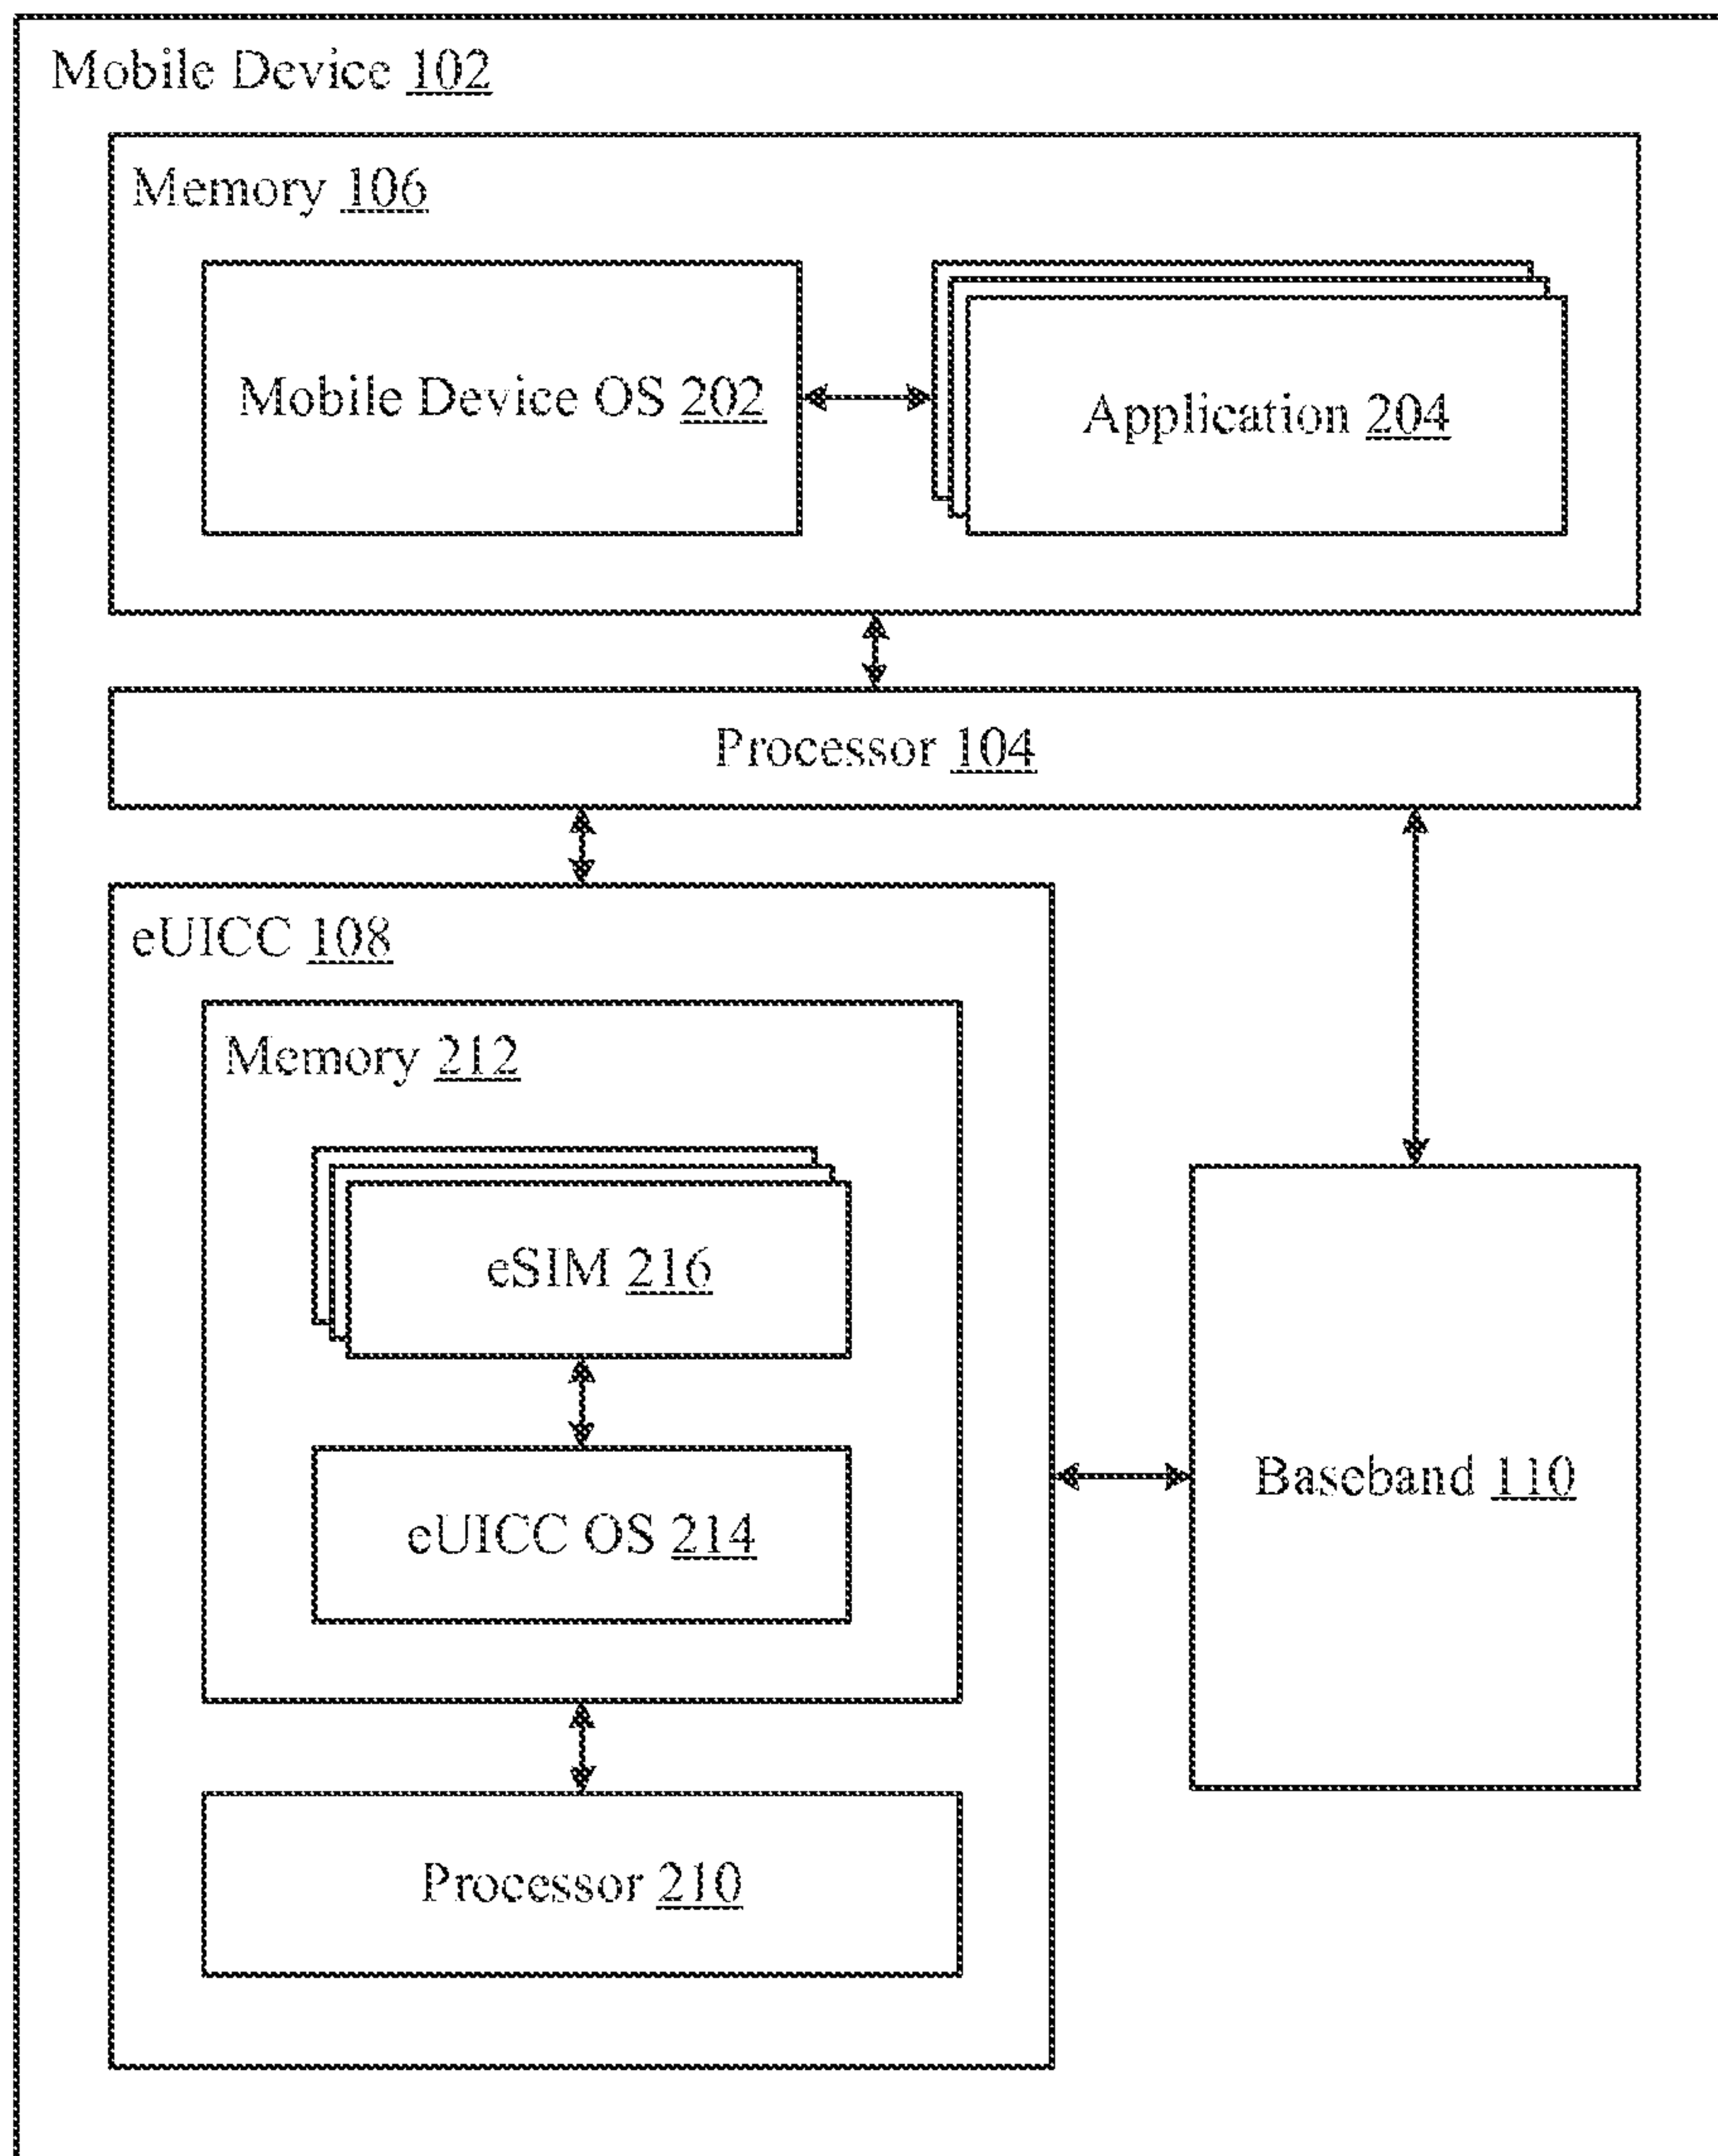 Mobile Device 102
Memory 106
Mobile Device OS 202
Application 204
Processor 104
eUICC 108
Memory 212
eSIM 216
eUICC OS 214
Baseband 110
Processor 210